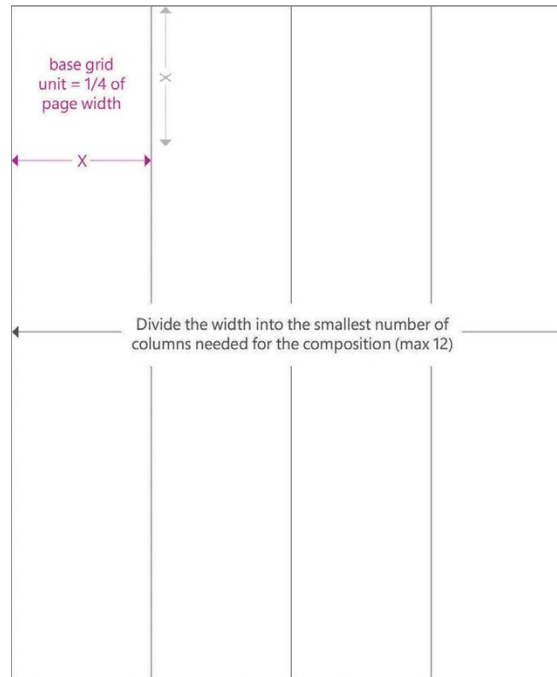 base grid
unit = 1/4 of
page width
X
X
Divide the width into the smallest number of
columns needed for the composition (max 12)